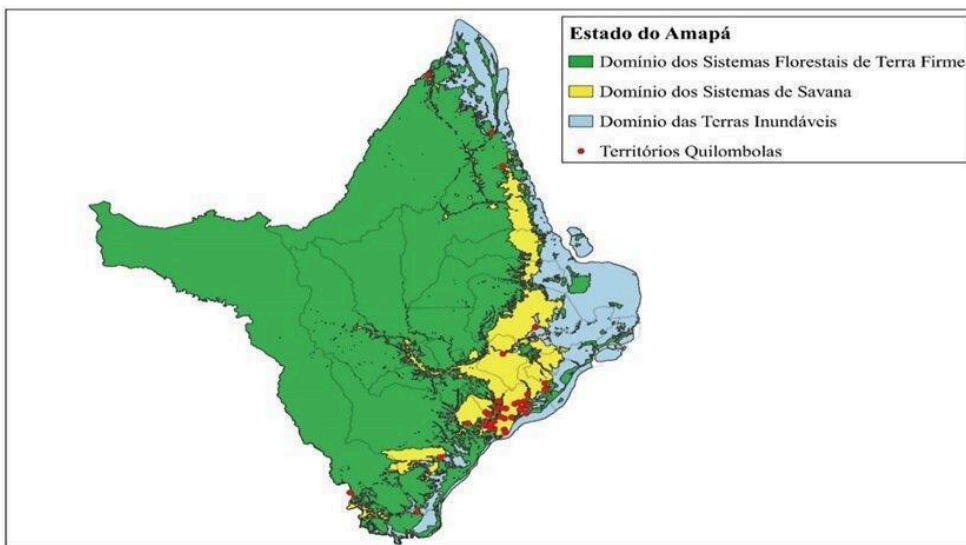 Estado do Amapá
Domínio dos Sistemas Florestais de Terra Firme
Domínio dos Sistemas de Savana
Domínio das Terras Inundáveis
Territórios Quilombolas